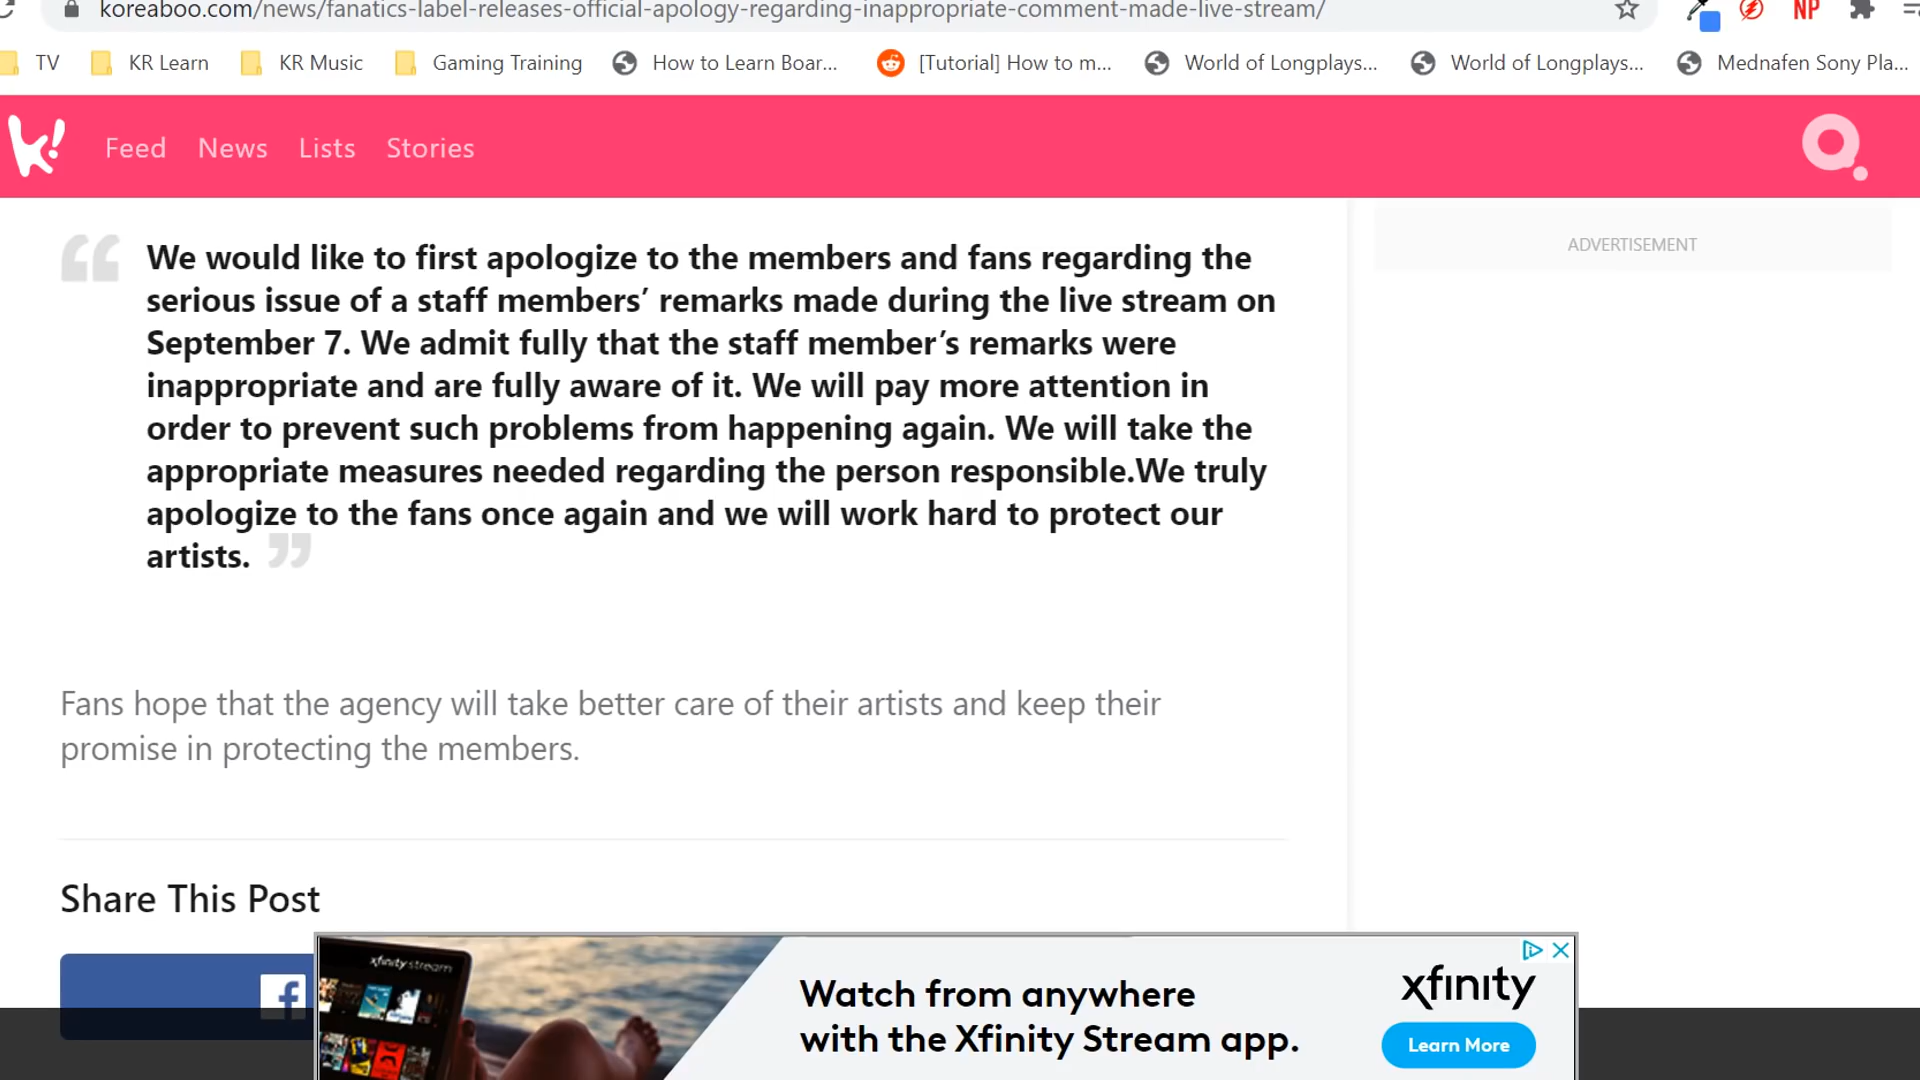 koreaboo.com/news/fanatics-label-releases-official-apology-regarding-inappropriate-comment-made-live-stream/
NP
TV KR Learn KR Music Gaming Training How to Learn Boar... [Tutorial] How to m... World of Longplays... World of Longplays... Mednafen Sony Pla...
k! Feed News Lists Stories
ADVERTISEMENT
“ We would like to first apologize to the members and fans regarding the
serious issue of a staff members’ remarks made during the live stream on
September 7. We admit fully that the staff member’s remarks were
inappropriate and are fully aware of it. We will pay more attention in
order to prevent such problems from happening again. We will take the
appropriate measures needed regarding the person responsible.We truly
apologize to the fans once again and we will work hard to protect our
artists. ”
Fans hope that the agency will take better care of their artists and keep their
promise in protecting the members.
Share This Post
f
xfinity stream
Watch from anywhere
with the Xfinity Stream app.
xfinity
Learn More